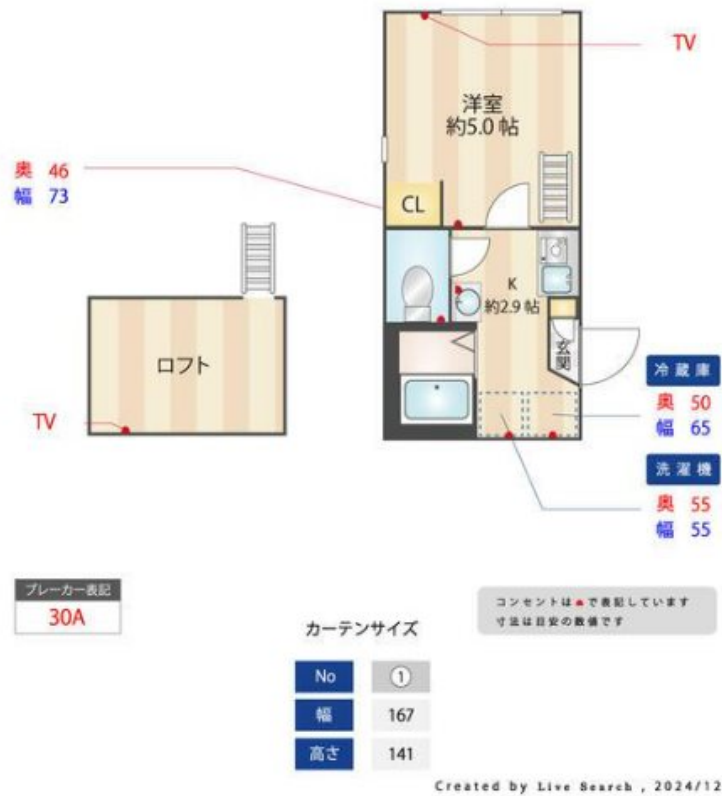 TV
洋室
約5.0 帖
奥 46
幅 73
CL
K
約2.9 帖
ロフト
玄関
冷蔵庫
奥 50
幅 65
TV
洗濯機
奥 55
幅 55
ブレーカー表記
30A
コンセントは で表記しています
寸法は目安の数値です
カーテンサイズ
No ①
幅 167
高さ 141
Created by Live Search , 2024/12